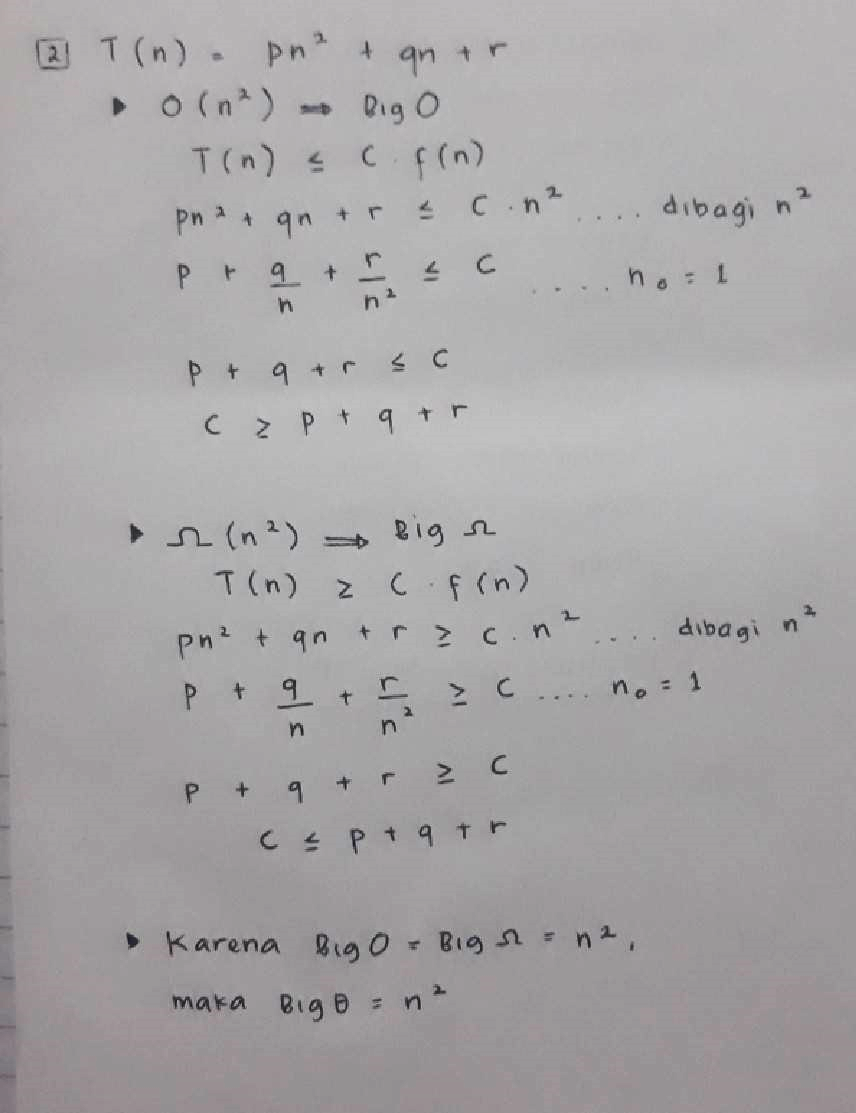 2 T(n) = pn² + qn + r
▸ O(n²) ⇒ Big O
T(n) ≤ C . f(n)
pn² + qn + r ≤ C . n² .... dibagi n²
p + q/n + r/n² ≤ C .... n₀ = 1
p + q + r ≤ C
C ≥ p + q + r
▸ Ω(n²) ⇒ Big Ω
T(n) ≥ C . f(n)
pn² + qn + r ≥ C . n² .... dibagi n²
p + q/n + r/n² ≥ C .... n₀ = 1
p + q + r ≥ C
C ≤ p + q + r
▸ Karena Big O = Big Ω = n²,
maka Big θ = n²